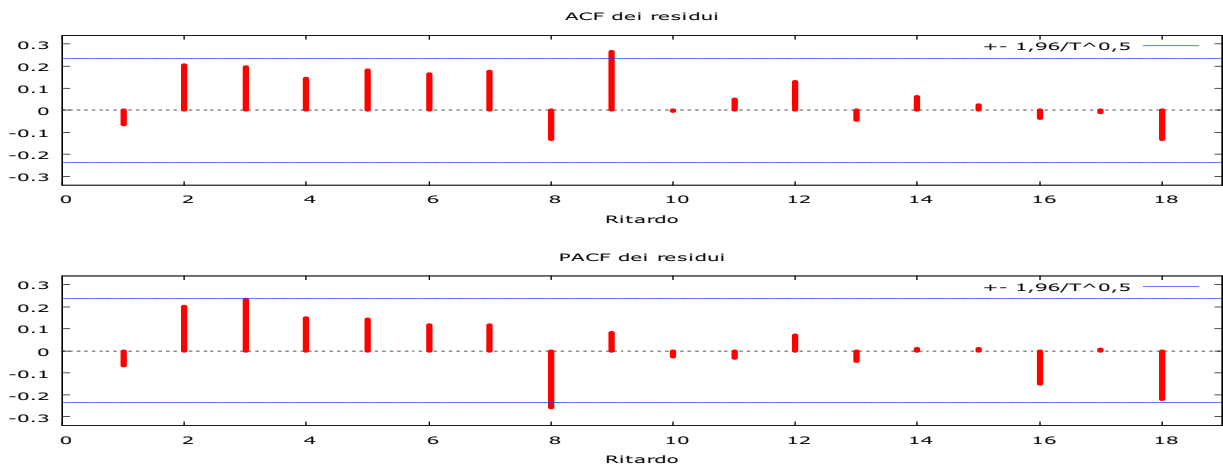 ACF dei residui
+- 1,96/T^0,5
0.3
0.2
0.1
0
-0.1
-0.2
-0.3
0 2 4 6 8 10 12 14 16 18
Ritardo
PACF dei residui
+- 1,96/T^0,5
0.3
0.2
0.1
0
-0.1
-0.2
-0.3
0 2 4 6 8 10 12 14 16 18
Ritardo